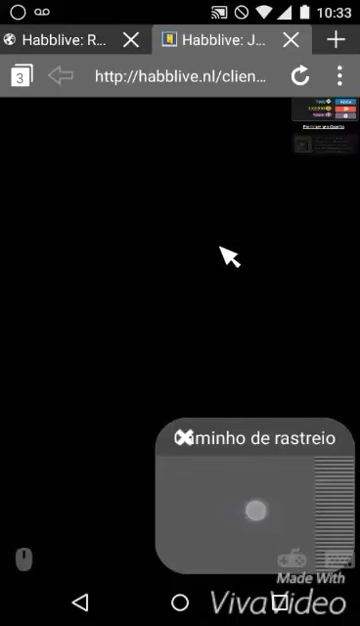 10:33
Habblive: R...
Habblive: J...
3
http://habblive.nl/clien...
minho de rastreio
Made With
VivaVideo